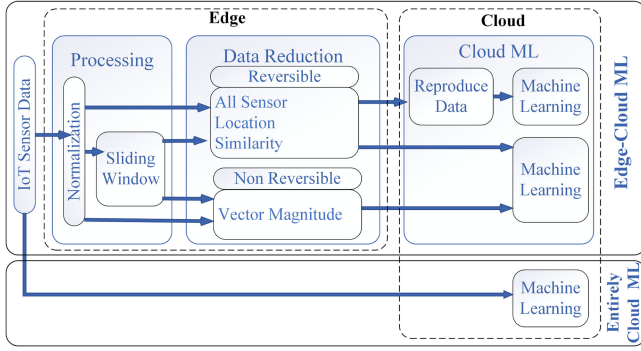 Edge
Cloud
Processing
Data Reduction
Cloud ML
Reversible
All Sensor
Location
Similarity
Reproduce
Data
Machine
Learning
IoT Sensor Data
Normalization
Sliding
Window
Non Reversible
Vector Magnitude
Machine
Learning
Edge-Cloud ML
Machine
Learning
Entirely
Cloud ML